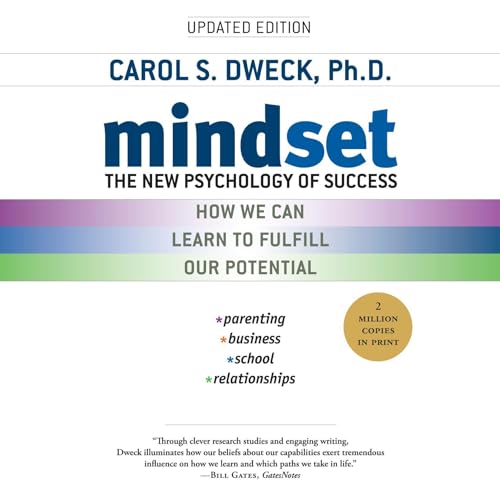 UPDATED EDITION
CAROL S. DWECK, Ph.D.
mindset
THE NEW PSYCHOLOGY OF SUCCESS
HOW WE CAN
LEARN TO FULFILL
OUR POTENTIAL
*parenting
*business
*school
*relationships
2
MILLION
COPIES
IN PRINT
“Through clever research studies and engaging writing,
Dweck illuminates how our beliefs about our capabilities exert tremendous
influence on how we learn and which paths we take in life.”
—BILL GATES, GatesNotes